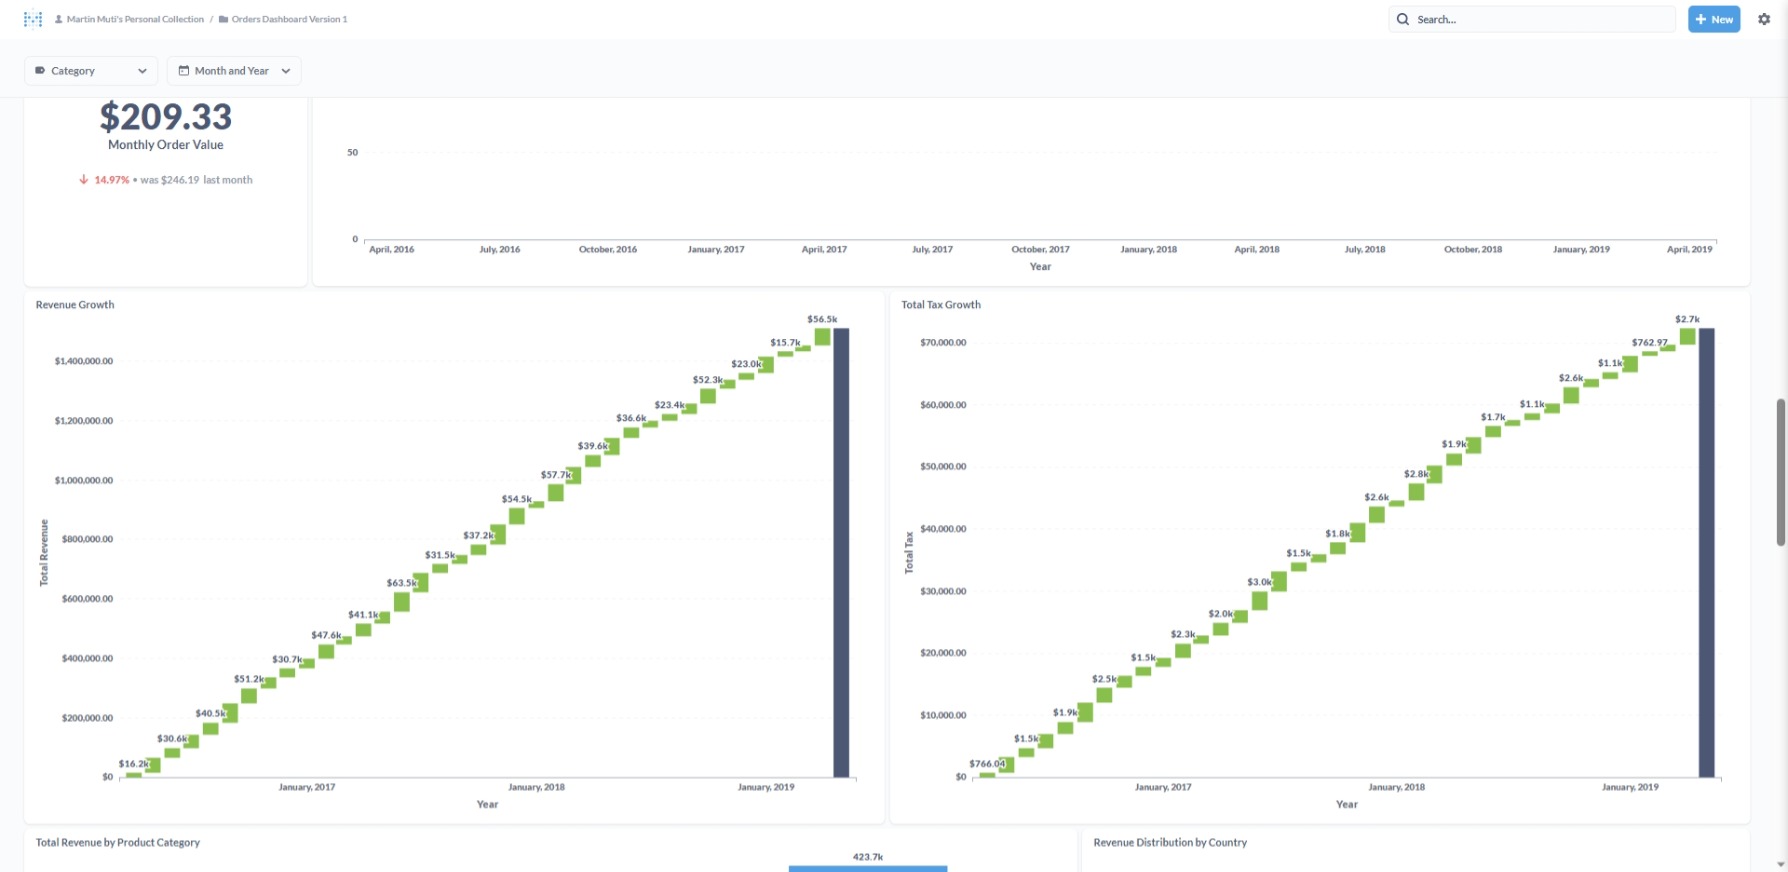 Martin Muti's Personal Collection / Orders Dashboard Version 1
Search...
+ New
Category
Month and Year
$209.33
Monthly Order Value
14.97% • was $246.19 last month
50
0
April, 2016 July, 2016 October, 2016 January, 2017 April, 2017 July, 2017 October, 2017 January, 2018 April, 2018 July, 2018 October, 2018 January, 2019 April, 2019
Year
Revenue Growth
Total Revenue
$1,400,000.00
$1,200,000.00
$1,000,000.00
$800,000.00
$600,000.00
$400,000.00
$200,000.00
$0
$16.2k
$30.6k
$40.5k
$51.2k
$30.7k
$47.6k
$41.1k
$63.5k
$31.5k
$37.2k
$54.5k
$57.7k
$39.6k
$36.6k
$23.4k
$52.3k
$23.0k
$15.7k
$56.5k
January, 2017 January, 2018 January, 2019
Year
Total Tax Growth
Total Tax
$70,000.00
$60,000.00
$50,000.00
$40,000.00
$30,000.00
$20,000.00
$10,000.00
$0
$766.04
$1.5k
$1.9k
$2.5k
$1.5k
$2.3k
$2.0k
$3.0k
$1.5k
$1.8k
$2.6k
$2.8k
$1.9k
$1.7k
$1.1k
$2.6k
$1.1k
$762.97
$2.7k
January, 2017 January, 2018 January, 2019
Year
Total Revenue by Product Category
423.7k
Revenue Distribution by Country